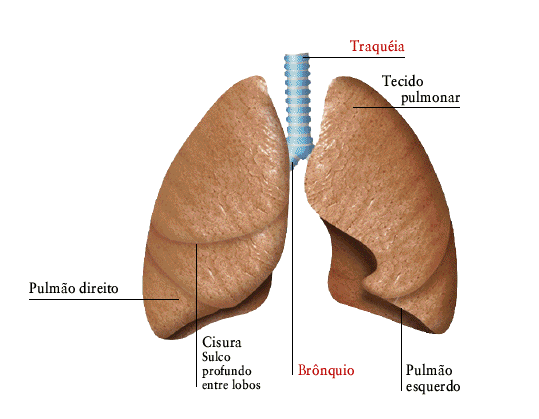 Traquéia
Tecido
pulmonar
Pulmão direito
Cisura
Sulco
profundo
entre lobos
Brônquio
Pulmão
esquerdo